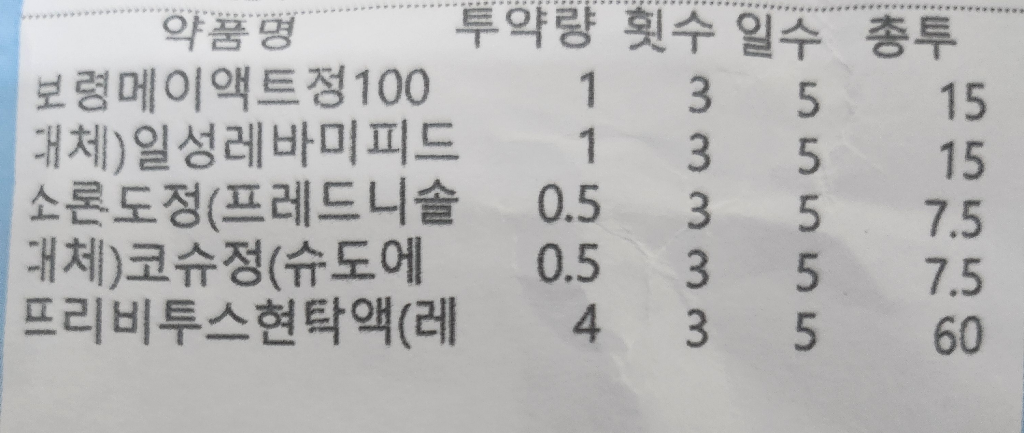 약품명 투약량 횟수 일수 총투
보령메이액트정100 1 3 5 15
대체)일성레바미피드 1 3 5 15
소론도정(프레드니솔 0.5 3 5 7.5
대체)코슈정(슈도에 0.5 3 5 7.5
프리비투스현탁액(레 4 3 5 60